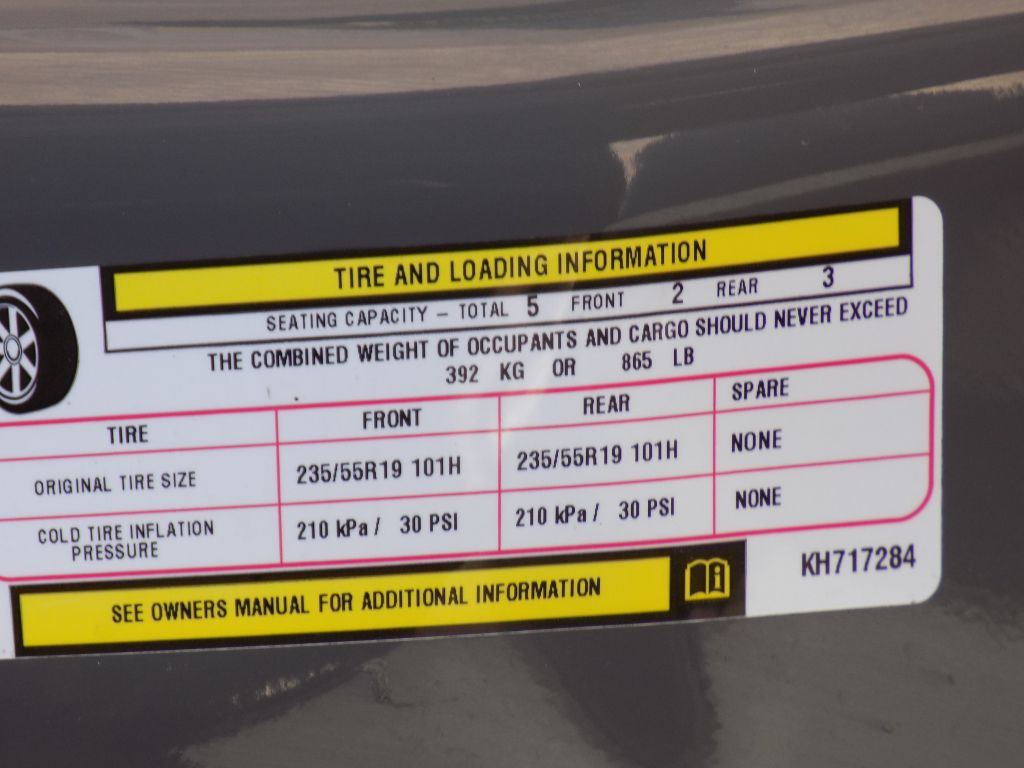 TIRE AND LOADING INFORMATION
SEATING CAPACITY – TOTAL 5 FRONT 2 REAR 3
THE COMBINED WEIGHT OF OCCUPANTS AND CARGO SHOULD NEVER EXCEED
392 KG OR 865 LB
TIRE FRONT REAR SPARE
ORIGINAL TIRE SIZE 235/55R19 101H 235/55R19 101H NONE
COLD TIRE INFLATION PRESSURE 210 kPa / 30 PSI 210 kPa / 30 PSI NONE
SEE OWNERS MANUAL FOR ADDITIONAL INFORMATION
KH717284